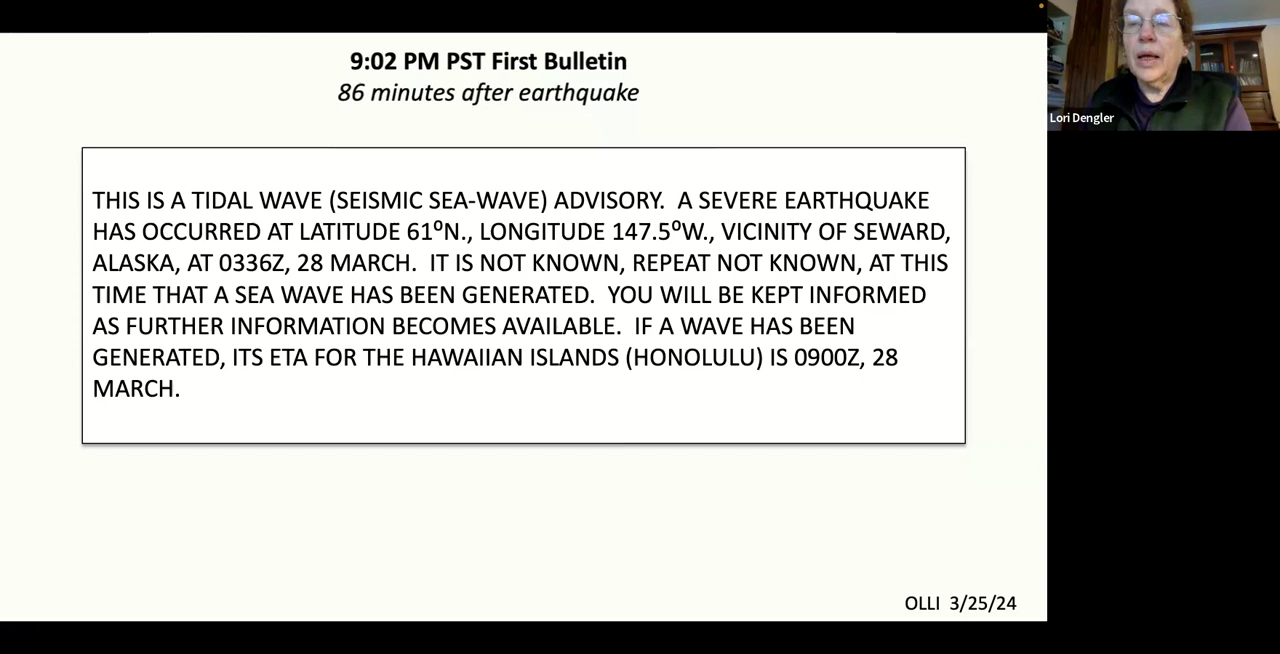 9:02 PM PST First Bulletin
86 minutes after earthquake
Lori Dengler
THIS IS A TIDAL WAVE (SEISMIC SEA-WAVE) ADVISORY.  A SEVERE EARTHQUAKE
HAS OCCURRED AT LATITUDE 61⁰N., LONGITUDE 147.5⁰W., VICINITY OF SEWARD,
ALASKA, AT 0336Z, 28 MARCH.  IT IS NOT KNOWN, REPEAT NOT KNOWN, AT THIS
TIME THAT A SEA WAVE HAS BEEN GENERATED.  YOU WILL BE KEPT INFORMED
AS FURTHER INFORMATION BECOMES AVAILABLE.  IF A WAVE HAS BEEN
GENERATED, ITS ETA FOR THE HAWAIIAN ISLANDS (HONOLULU) IS 0900Z, 28
MARCH.
OLLI  3/25/24